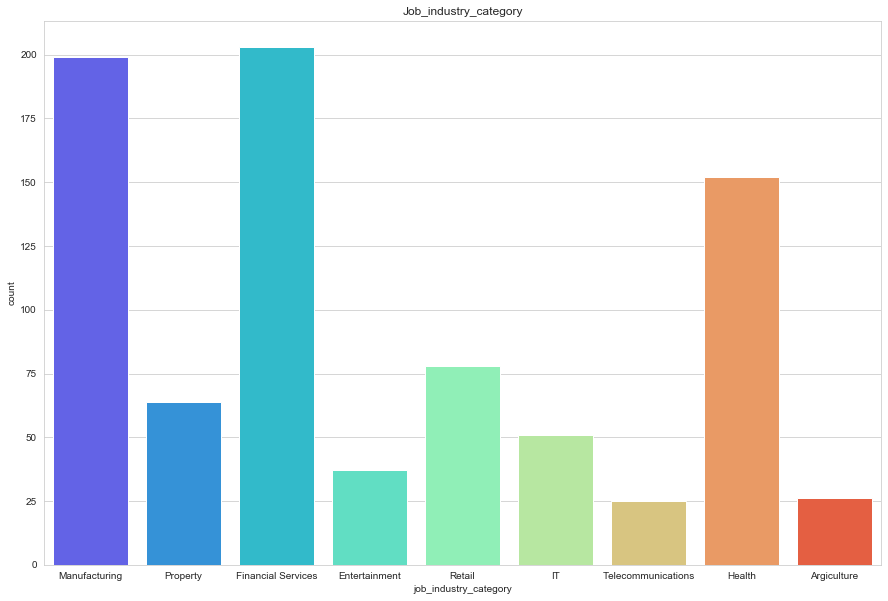 Job_industry_category
200
175
150
125
100
75
50
25
0
count
Manufacturing Property Financial Services Entertainment Retail IT Telecommunications Health Argiculture
job_industry_category